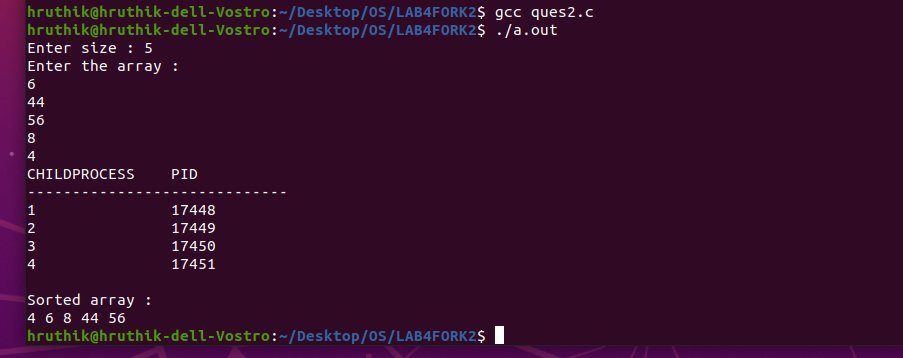 hruthik@hruthik-dell-Vostro:~/Desktop/OS/LAB4FORK2$ gcc ques2.c
hruthik@hruthik-dell-Vostro:~/Desktop/OS/LAB4FORK2$ ./a.out
Enter size : 5
Enter the array :
6
44
56
8
4
CHILDPROCESS    PID
-----------------------------
1               17448
2               17449
3               17450
4               17451

Sorted array :
4 6 8 44 56
hruthik@hruthik-dell-Vostro:~/Desktop/OS/LAB4FORK2$